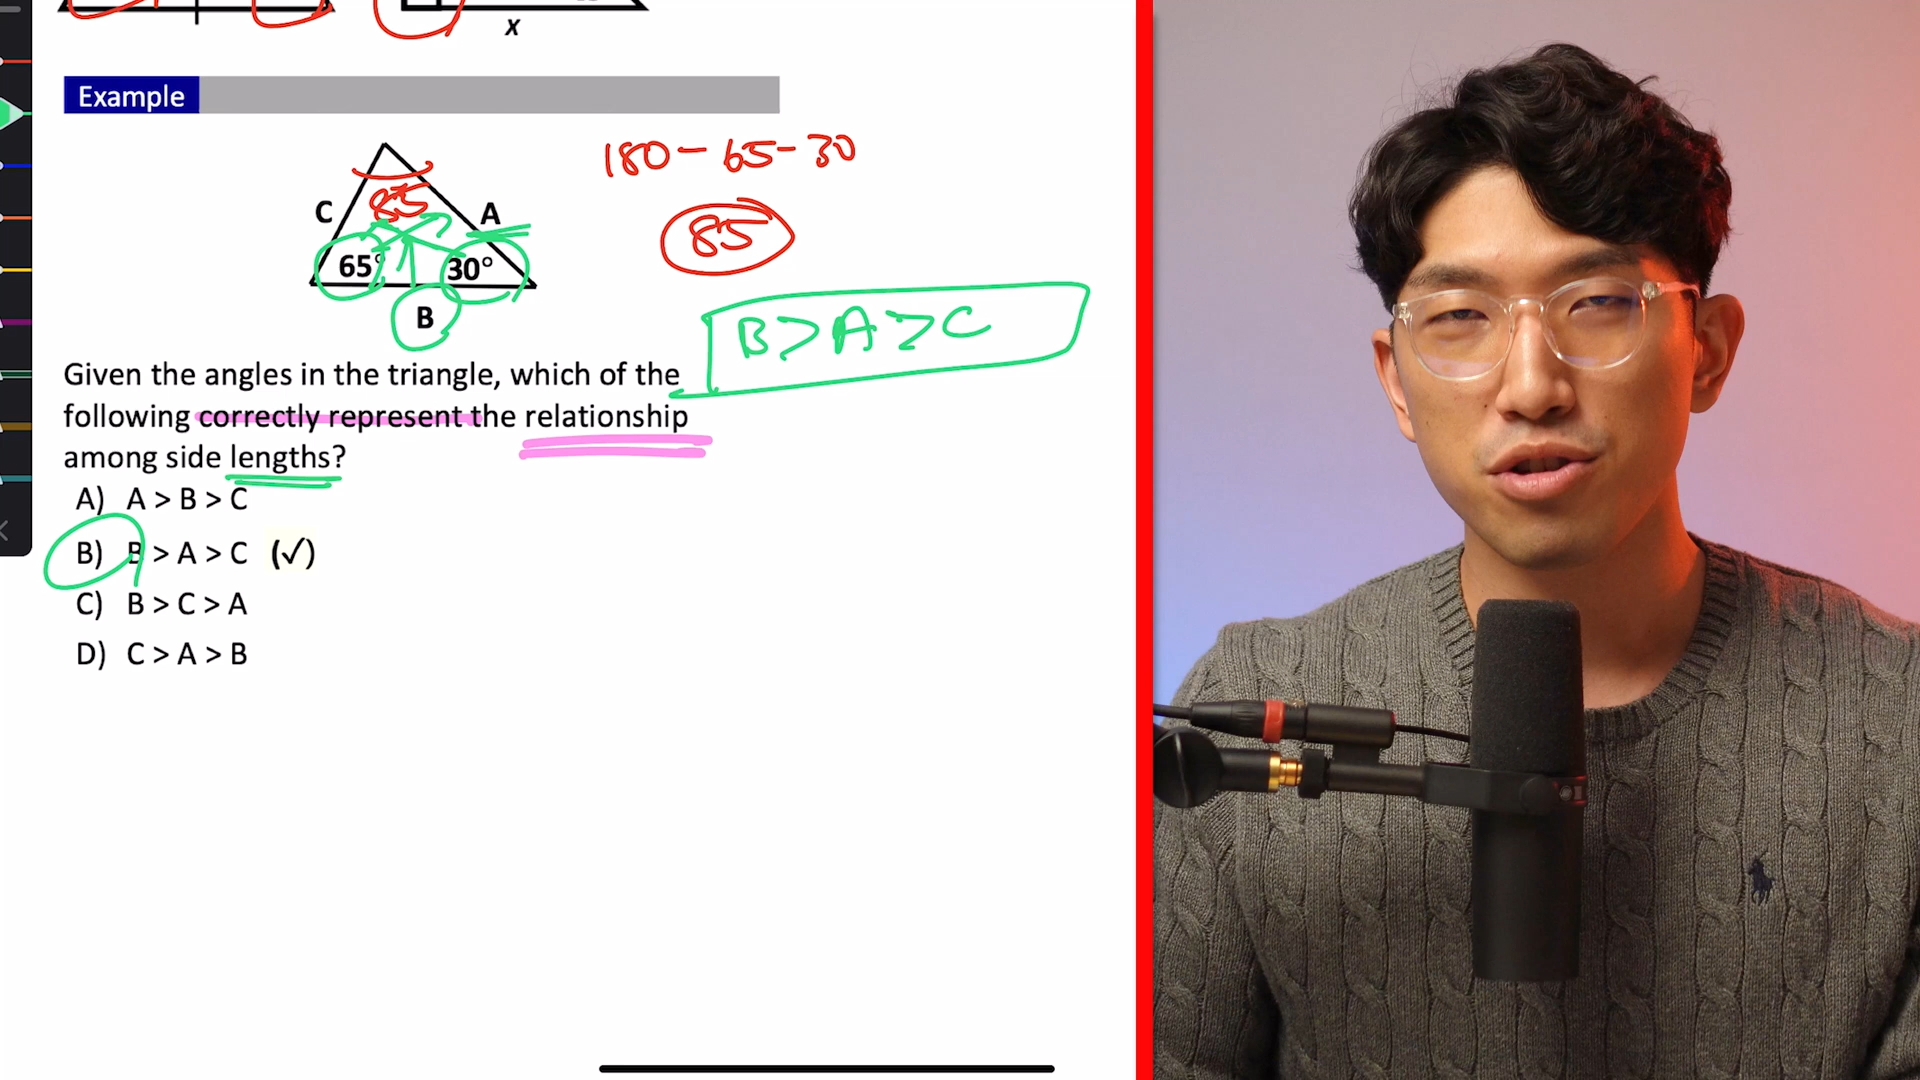 x
Example
180 - 65 - 30
85
C
85
A
65°
30°
85
B
B > A > C
Given the angles in the triangle, which of the
following correctly represent the relationship
among side lengths?
A) A > B > C
B) B > A > C (✓)
C) B > C > A
D) C > A > B